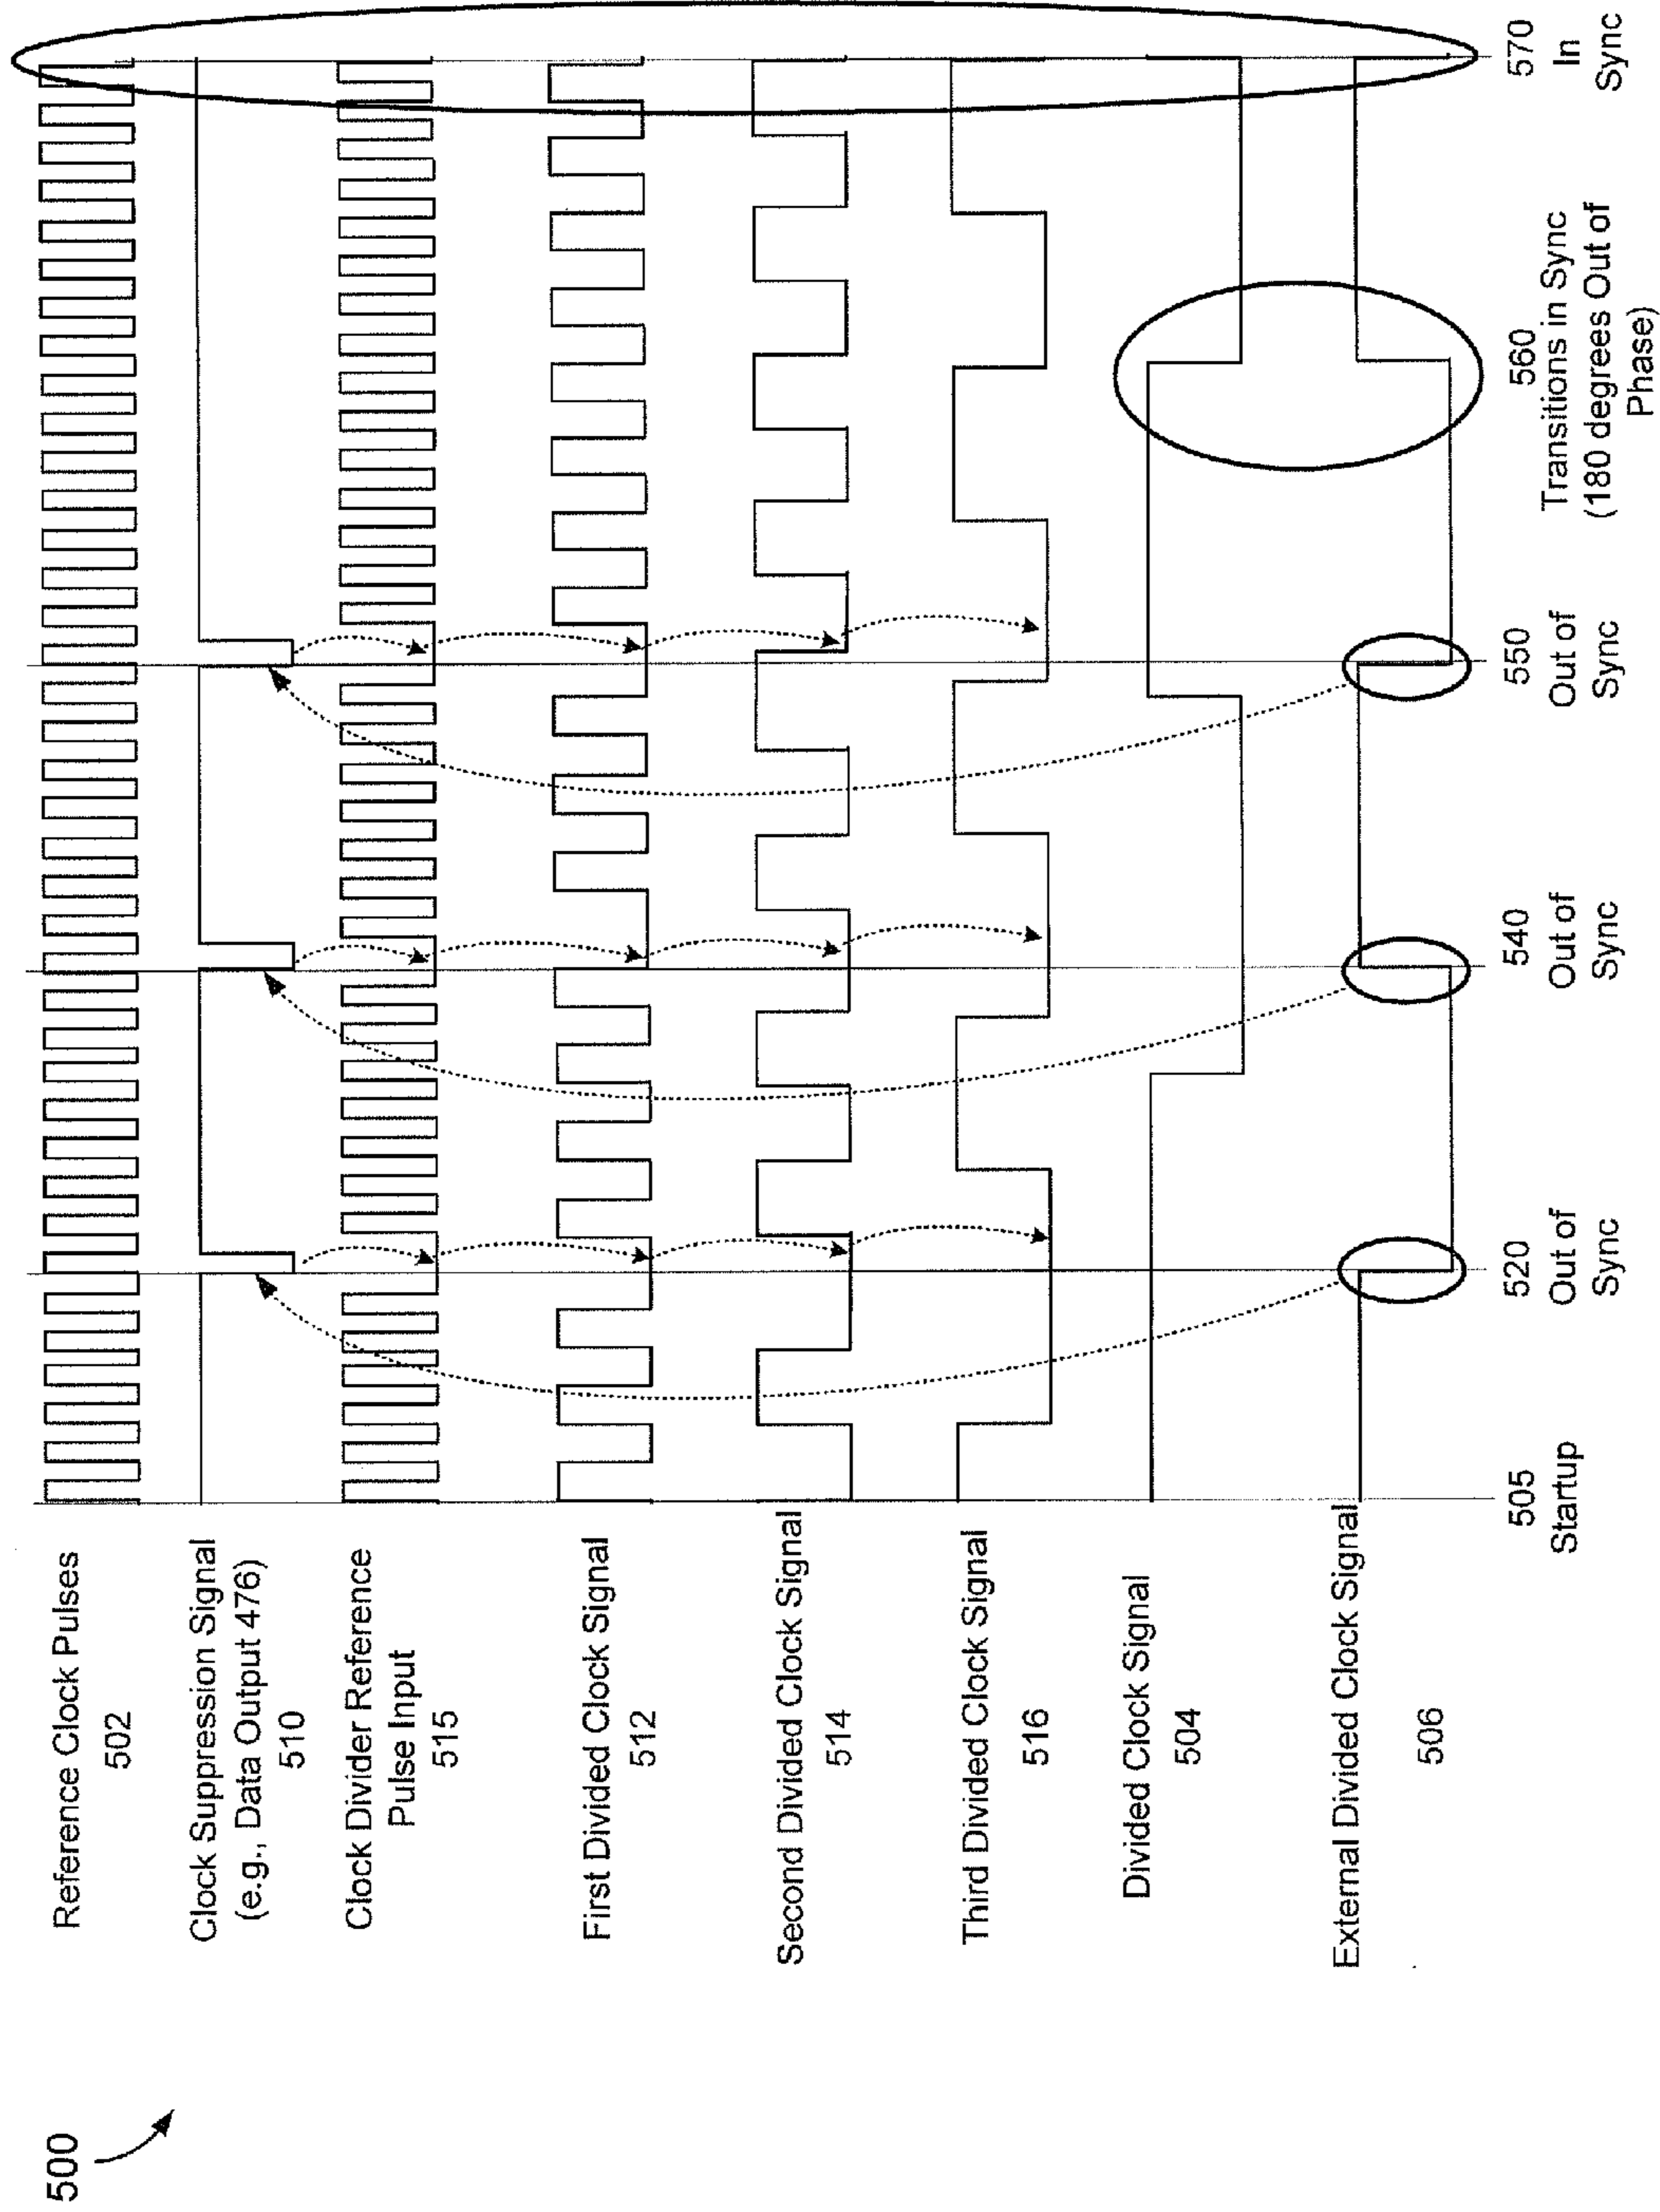 500
Reference Clock Pulses
502
Clock Suppression Signal
(e.g., Data Output 476)
510
Clock Divider Reference
Pulse Input
515
First Divided Clock Signal
512
Second Divided Clock Signal
514
Third Divided Clock Signal
516
Divided Clock Signal
504
External Divided Clock Signal
506
505
Startup
520
Out of
Sync
540
Out of
Sync
550
Out of
Sync
560
Transitions in Sync
(180 degrees Out of
Phase)
570
In
Sync